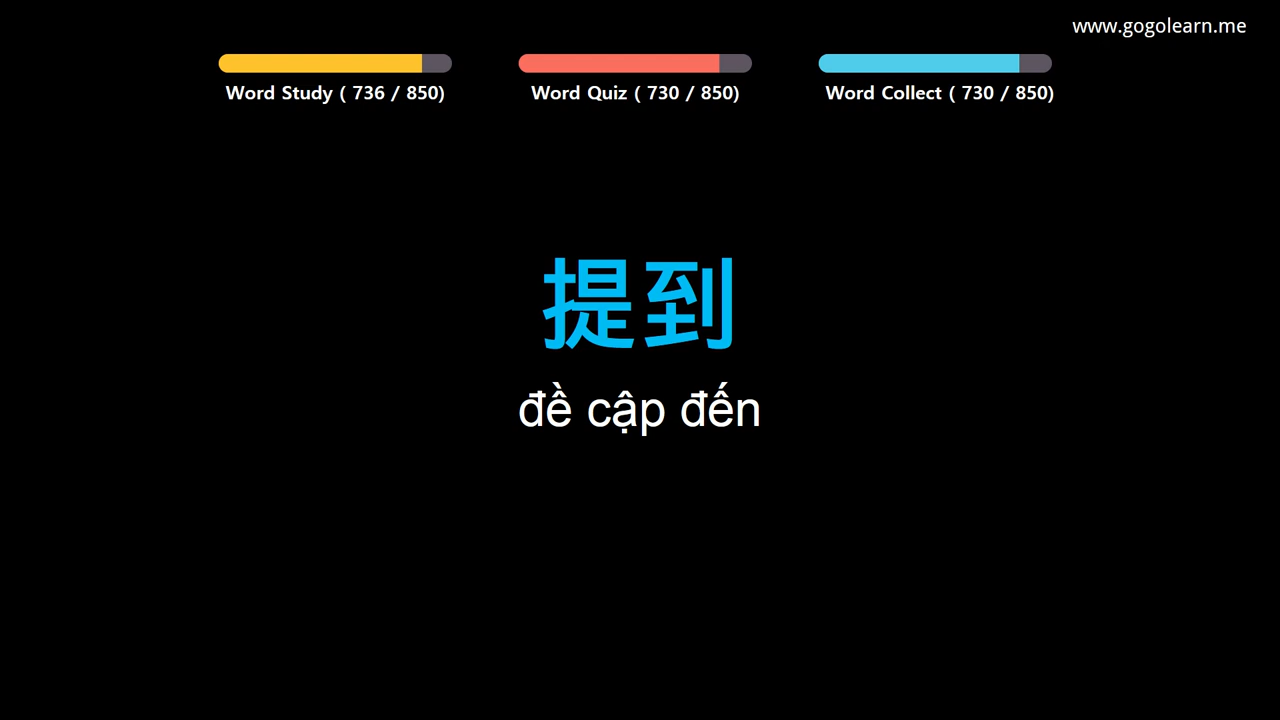 www.gogolearn.me
Word Study ( 736 / 850)
Word Quiz ( 730 / 850)
Word Collect ( 730 / 850)
提到
đề cập đến